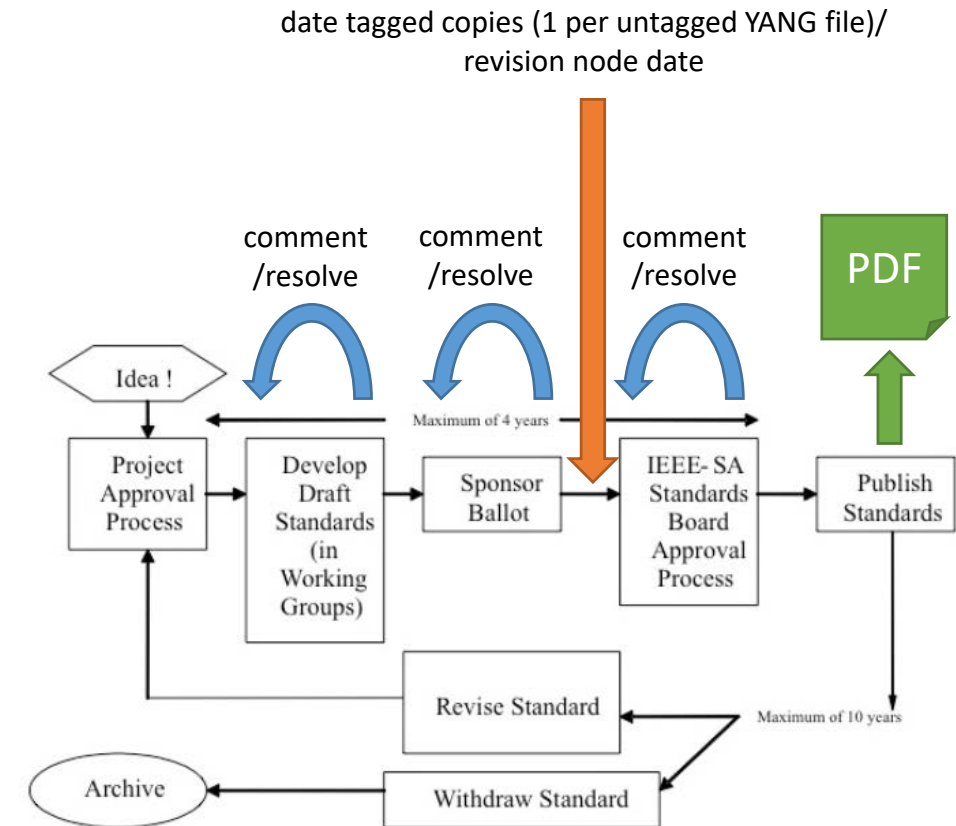 date tagged copies (1 per untagged YANG file)/
revision node date
comment
/resolve
comment
/resolve
comment
/resolve
PDF
Idea !
Maximum of 4 years
Project
Approval
Process
Develop
Draft
Standards
(in
Working
Groups)
Sponsor
Ballot
IEEE- SA
Standards
Board
Approval
Process
Publish
Standards
Revise Standard
Maximum of 10 years
Archive
Withdraw Standard